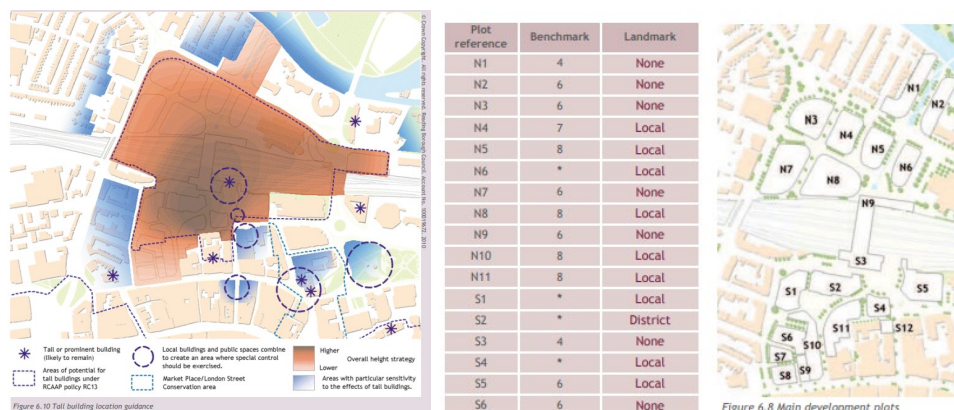 © Crown Copyright. All rights reserved. Reading Borough Council. Account No. 100019672. 2010
Tall or prominent building
(likely to remain)
Areas of potential for
tall buildings under
RCAAP policy RC13
Local buildings and public spaces combine
to create an area where special control
should be exercised.
Market Place/London Street
Conservation area
Higher
Overall height strategy
Lower
Areas with particular sensitivity
to the effects of tall buildings.
Figure 6.10 Tall building location guidance
Plot reference Benchmark Landmark
N1 4 None
N2 6 None
N3 6 None
N4 7 Local
N5 8 Local
N6 * Local
N7 6 None
N8 8 Local
N9 6 None
N10 8 Local
N11 8 Local
S1 * Local
S2 * District
S3 4 None
S4 * Local
S5 6 Local
S6 6 None
N1
N2
N3
N4
N5
N6
N7
N8
N9
S3
S1
S2
S5
S4
S12
S11
S6
S10
S7
S8
S9
Figure 6.8 Main development plots